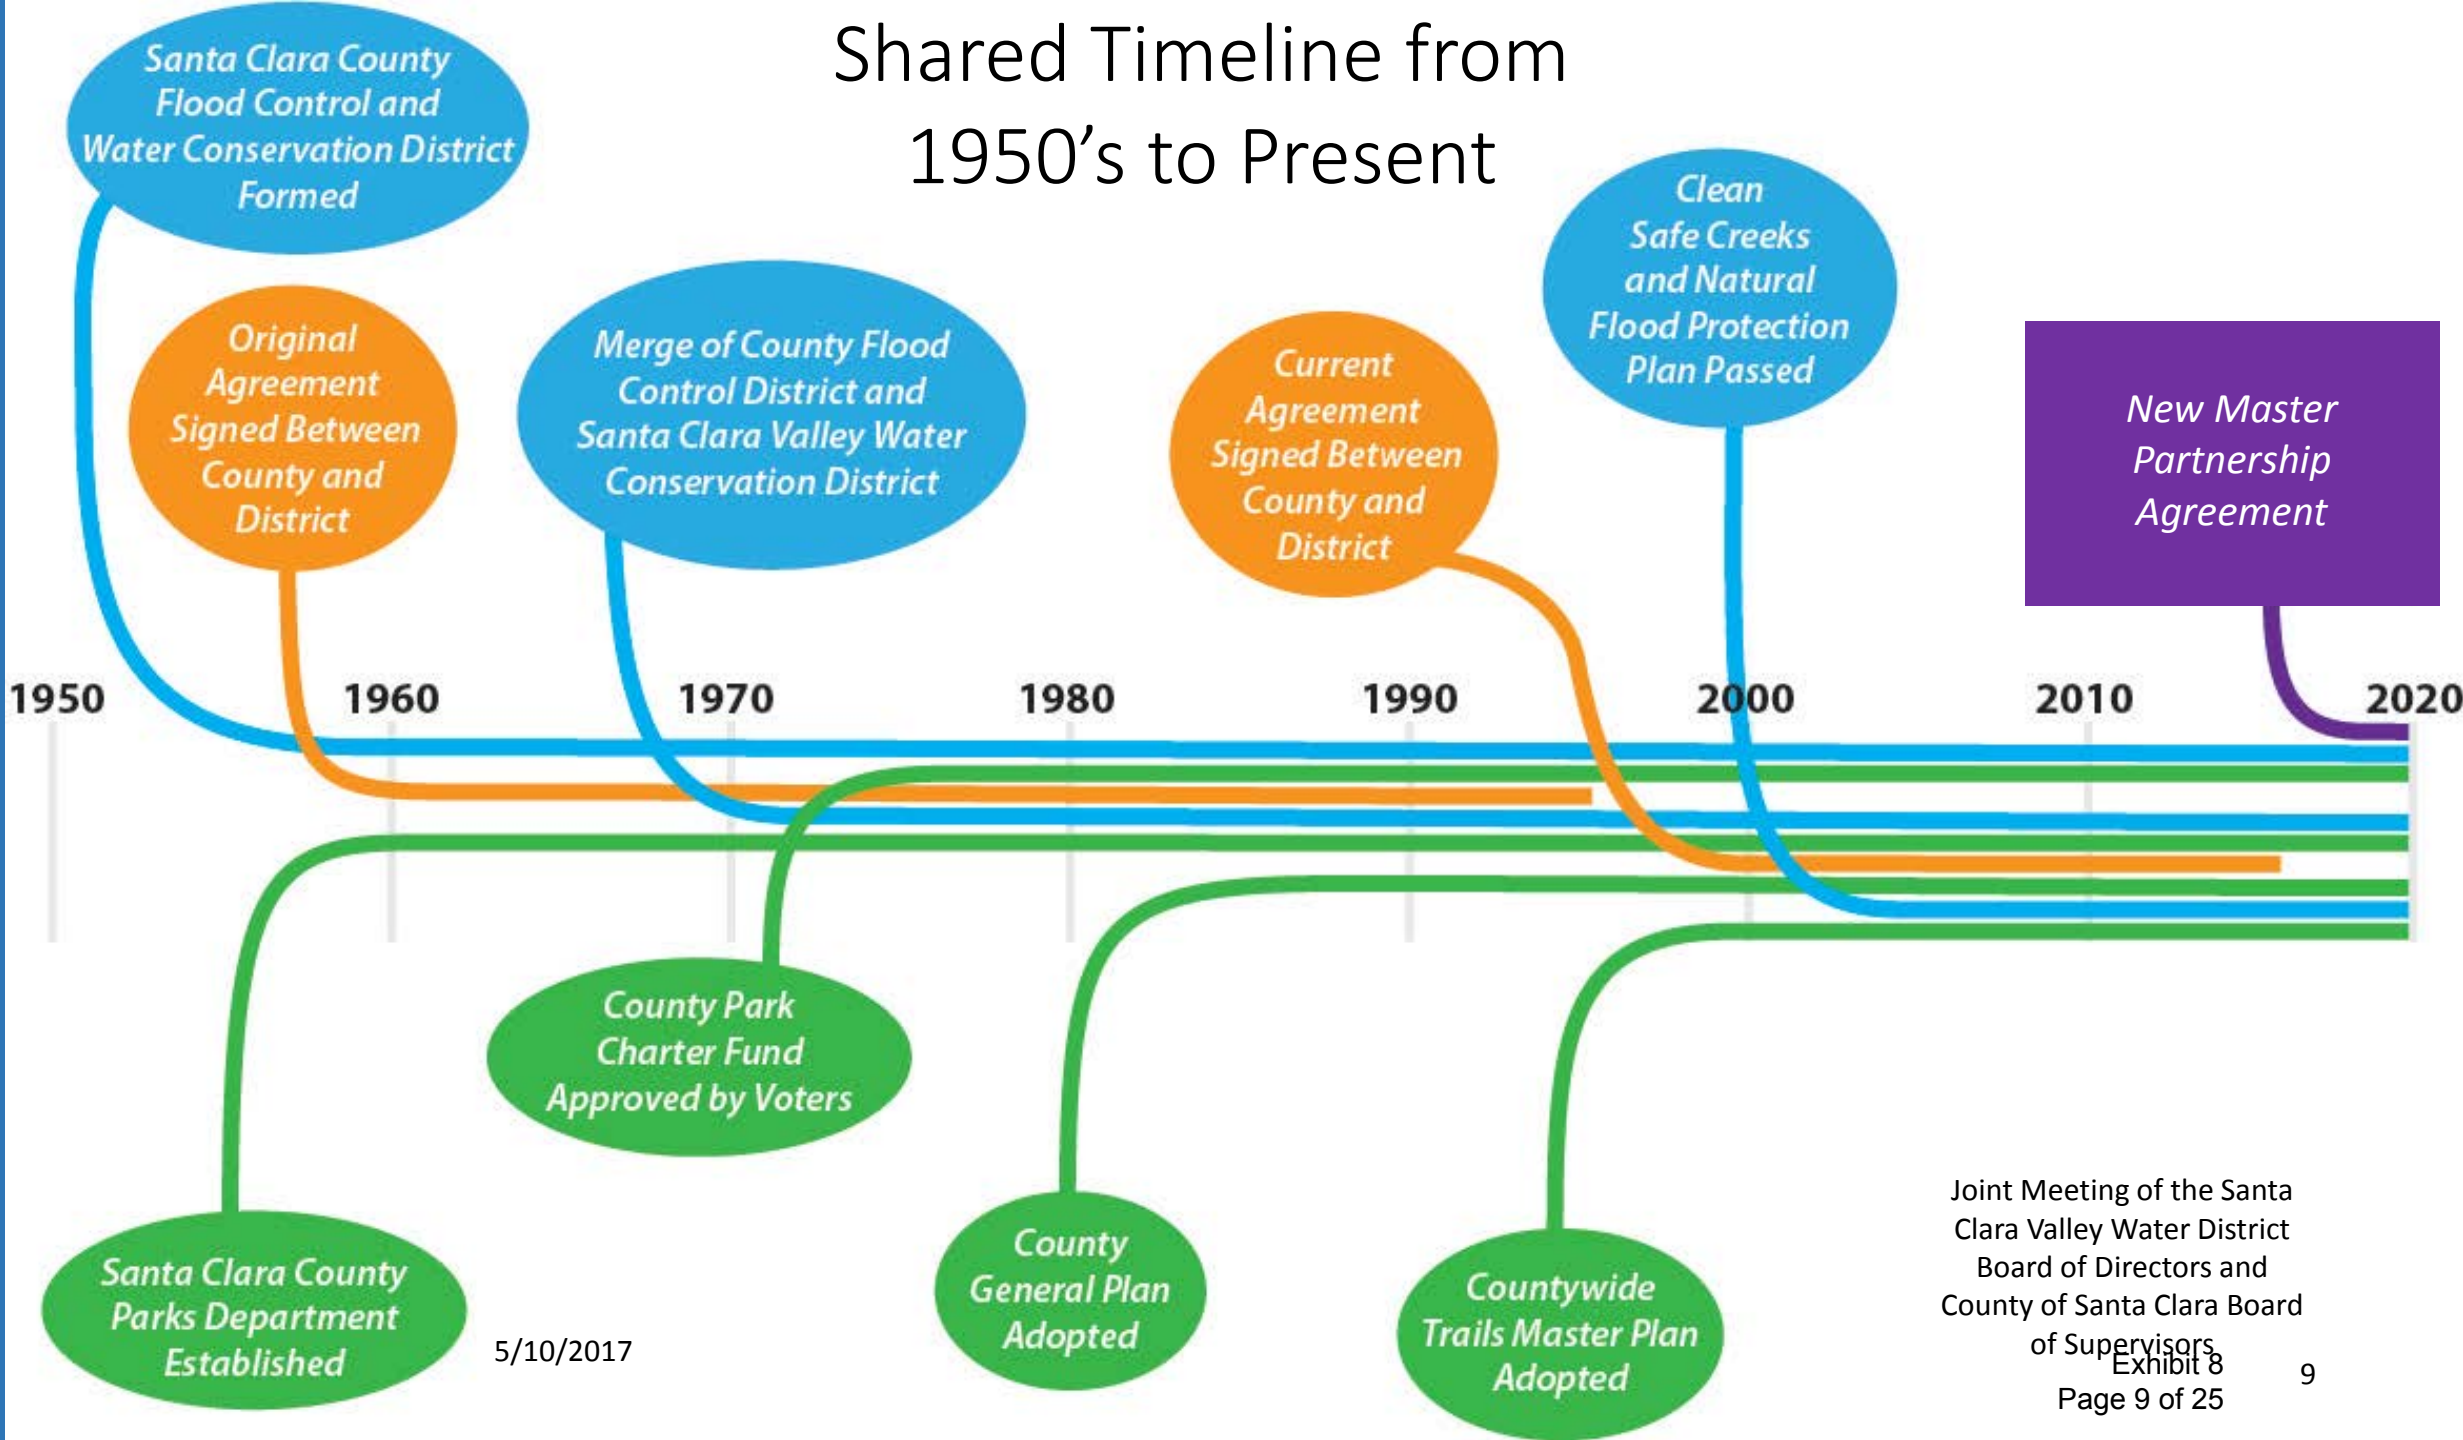 Shared Timeline from
1950’s to Present
Santa Clara County
Flood Control and
Water Conservation District
Formed
Original
Agreement
Signed Between
County and
District
Merge of County Flood
Control District and
Santa Clara Valley Water
Conservation District
Current
Agreement
Signed Between
County and
District
Clean
Safe Creeks
and Natural
Flood Protection
Plan Passed
New Master
Partnership
Agreement
1950 1960 1970 1980 1990 2000 2010 2020
County Park
Charter Fund
Approved by Voters
Santa Clara County
Parks Department
Established
County
General Plan
Adopted
Countywide
Trails Master Plan
Adopted
5/10/2017
Joint Meeting of the Santa
Clara Valley Water District
Board of Directors and
County of Santa Clara Board
of Supervisors
Exhibit 8
Page 9 of 25
9